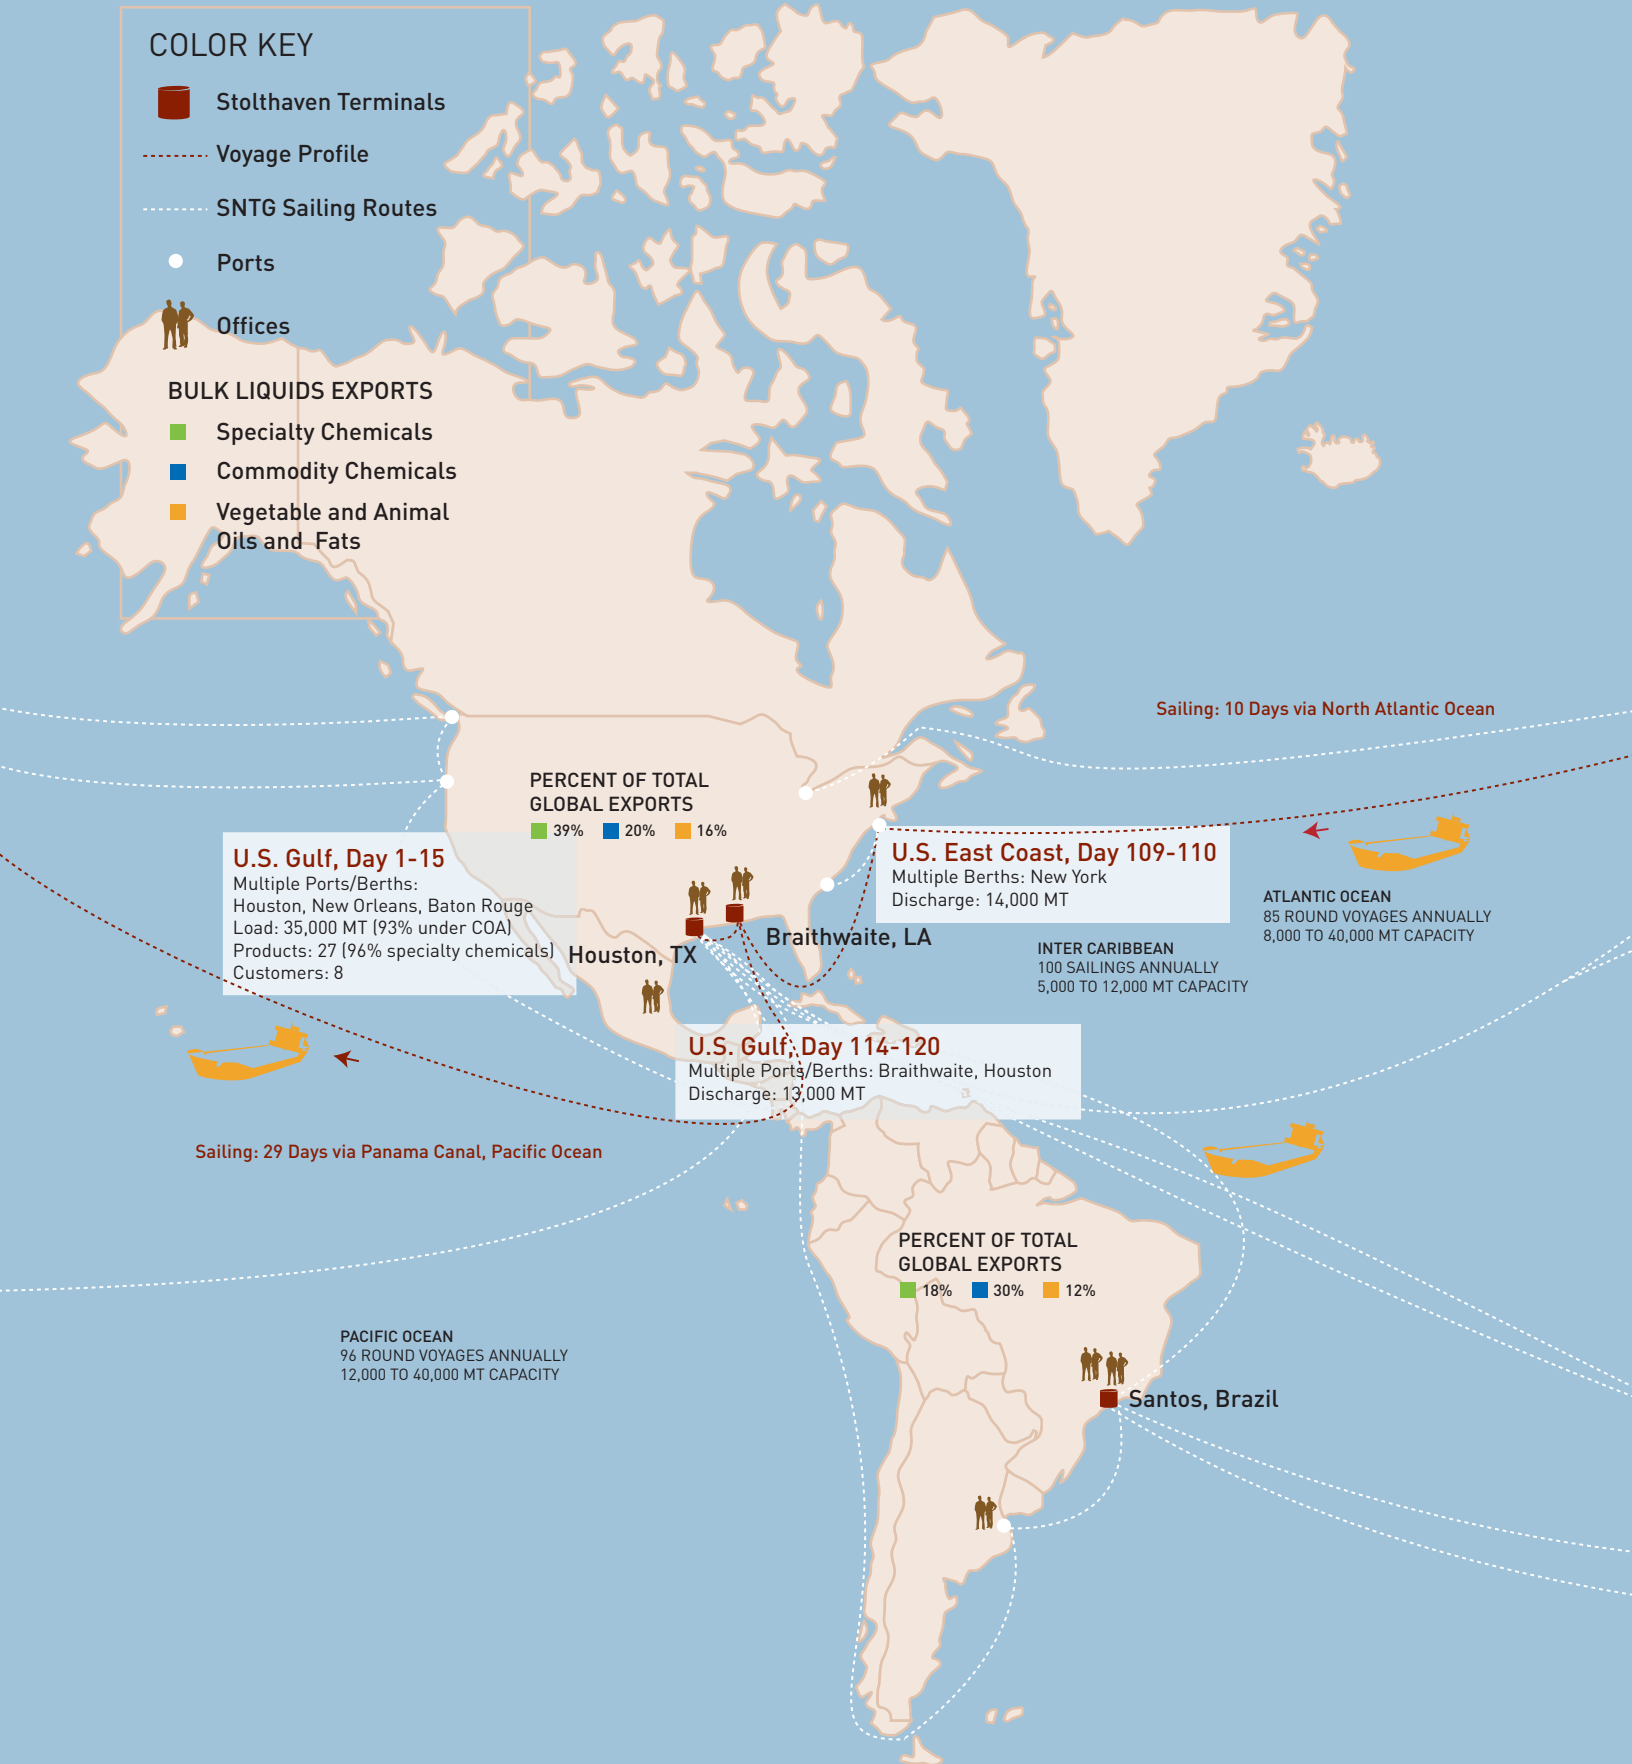 COLOR KEY
Stolthaven Terminals
Voyage Profile
SNTG Sailing Routes
Ports
Offices
BULK LIQUIDS EXPORTS
Specialty Chemicals
Commodity Chemicals
Vegetable and Animal
Oils and Fats
Sailing: 10 Days via North Atlantic Ocean
PERCENT OF TOTAL
GLOBAL EXPORTS
39% 20% 16%
U.S. Gulf, Day 1-15
Multiple Ports/Berths:
Houston, New Orleans, Baton Rouge
Load: 35,000 MT (93% under COA)
Products: 27 (96% specialty chemicals)
Customers: 8
U.S. East Coast, Day 109-110
Multiple Berths: New York
Discharge: 14,000 MT
ATLANTIC OCEAN
85 ROUND VOYAGES ANNUALLY
8,000 TO 40,000 MT CAPACITY
Braithwaite, LA
Houston, TX
INTER CARIBBEAN
100 SAILINGS ANNUALLY
5,000 TO 12,000 MT CAPACITY
U.S. Gulf, Day 114-120
Multiple Ports/Berths: Braithwaite, Houston
Discharge: 13,000 MT
Sailing: 29 Days via Panama Canal, Pacific Ocean
PERCENT OF TOTAL
GLOBAL EXPORTS
18% 30% 12%
PACIFIC OCEAN
96 ROUND VOYAGES ANNUALLY
12,000 TO 40,000 MT CAPACITY
Santos, Brazil